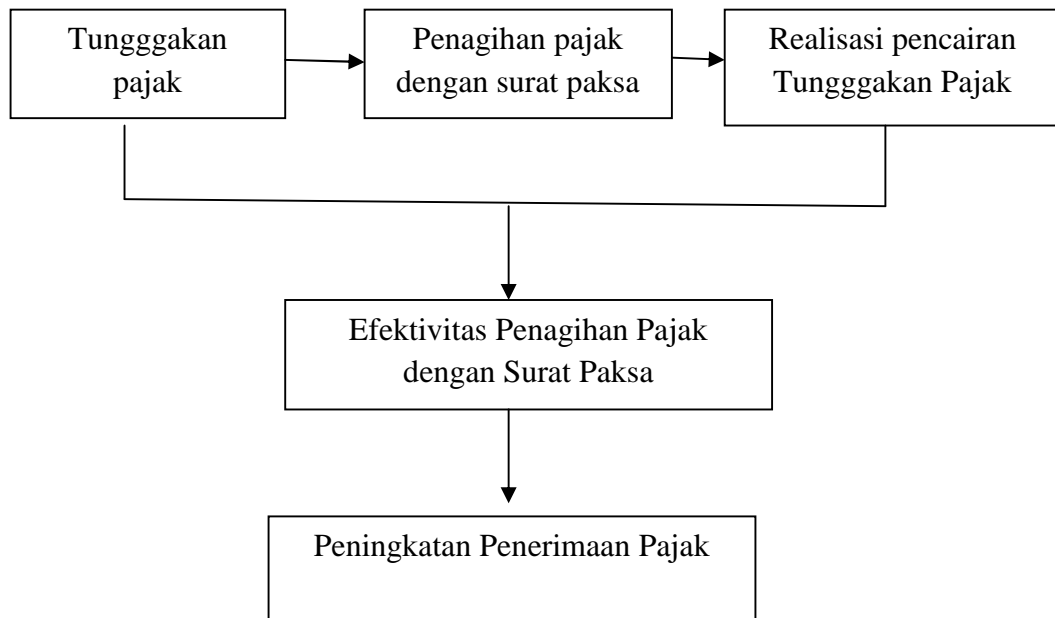 Tungggakan
pajak
Penagihan pajak
dengan surat paksa
Realisasi pencairan
Tungggakan Pajak
Efektivitas Penagihan Pajak
dengan Surat Paksa
Peningkatan Penerimaan Pajak